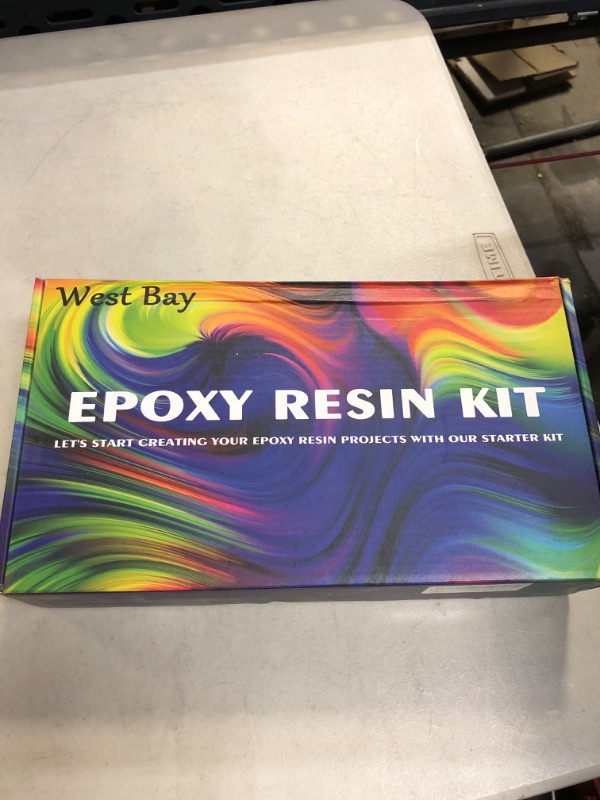 West Bay
EPOXY RESIN KIT
LET'S START CREATING YOUR EPOXY RESIN PROJECTS WITH OUR STARTER KIT